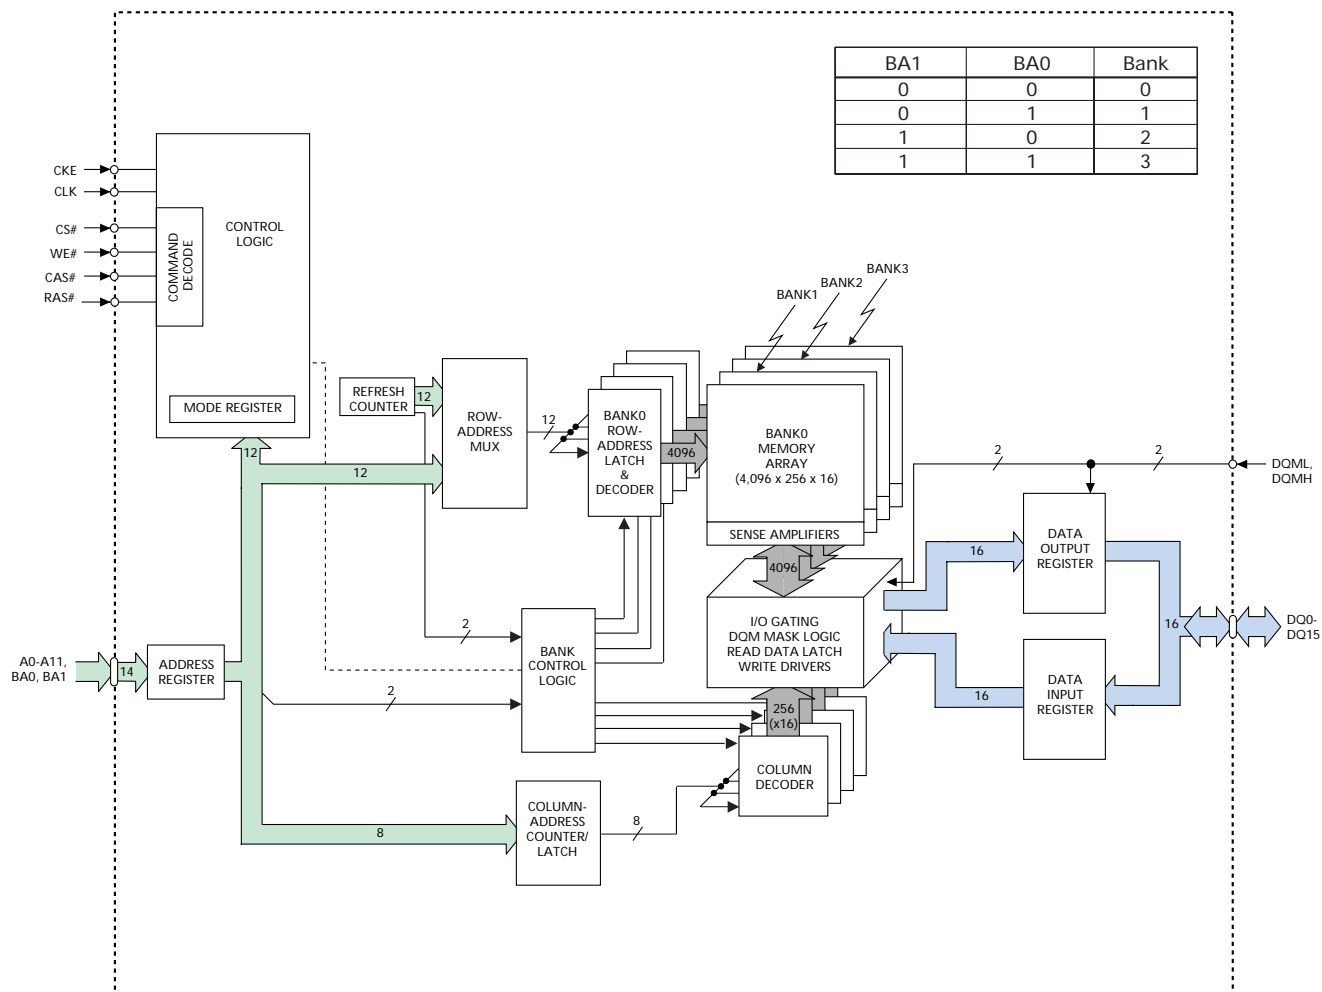 BA1 BA0 Bank
0 0 0
0 1 1
1 0 2
1 1 3
CKE
CLK
CS#
WE#
CAS#
RAS#
CONTROL
LOGIC
COMMAND
DECODE
MODE REGISTER
12
BANK3
BANK2
BANK1
REFRESH
COUNTER
12
ROW-
ADDRESS
MUX
12
12
BANK0
ROW-
ADDRESS
LATCH
&
DECODER
4096
BANK0
MEMORY
ARRAY
(4,096 x 256 x 16)
SENSE AMPLIFIERS
4096
2
2
DQML,
DQMH
DATA
OUTPUT
REGISTER
16
I/O GATING
DQM MASK LOGIC
READ DATA LATCH
WRITE DRIVERS
16
DQ0-
DQ15
DATA
INPUT
REGISTER
16
A0-A11,
BA0, BA1
14
ADDRESS
REGISTER
2
2
BANK
CONTROL
LOGIC
256
(x16)
COLUMN
DECODER
8
COLUMN-
ADDRESS
COUNTER/
LATCH
8